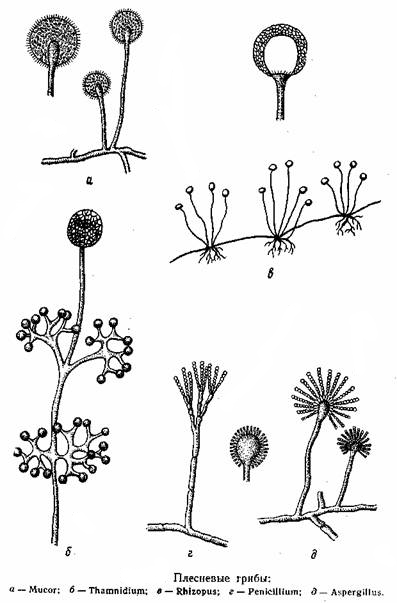 а
в
б
г
д
Плесневые грибы:
а — Mucor; б — Thamnidium; в — Rhizopus; г — Penicillium; д — Aspergillus.